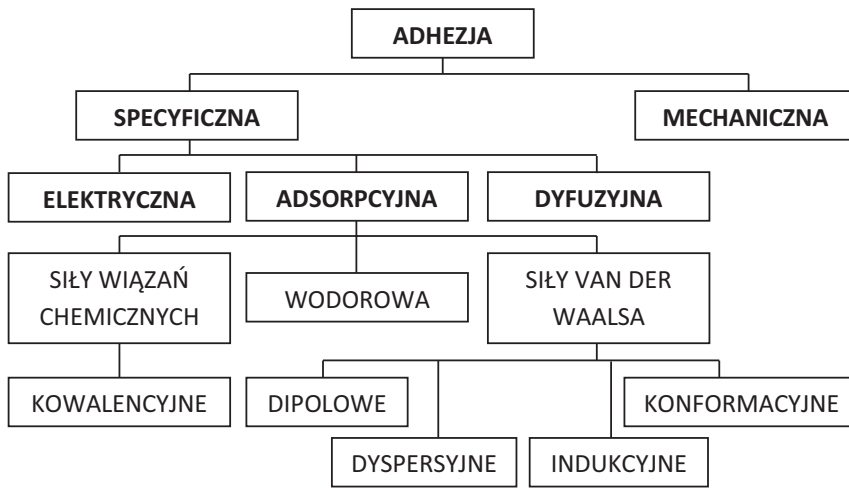 ADHEZJA
SPECYFICZNA
MECHANICZNA
ELEKTRYCZNA
ADSORPCYJNA
DYFUZYJNA
SIŁY WIĄZAŃ
CHEMICZNYCH
WODOROWA
SIŁY VAN DER
WAALSA
KOWALENCYJNE
DIPOLOWE
KONFORMACYJNE
DYSPERSYJNE
INDUKCYJNE